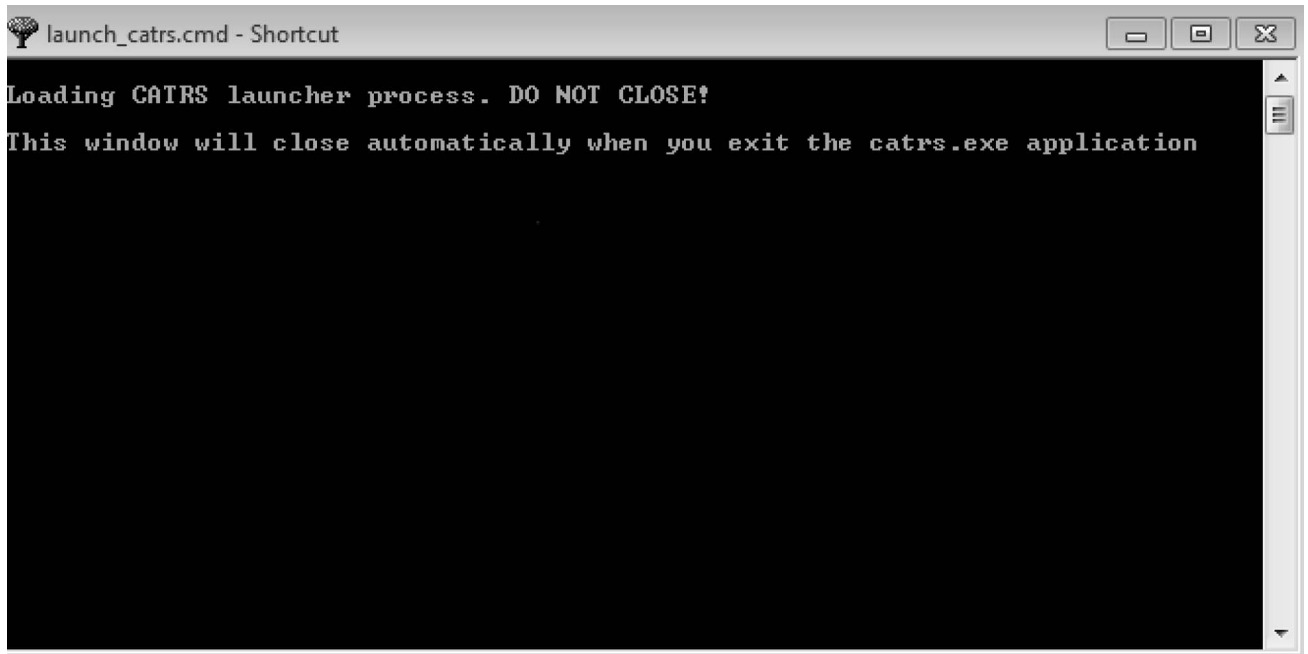 launch_catrs.cmd - Shortcut
Loading CATRS launcher process. DO NOT CLOSE!
This window will close automatically when you exit the catrs.exe application